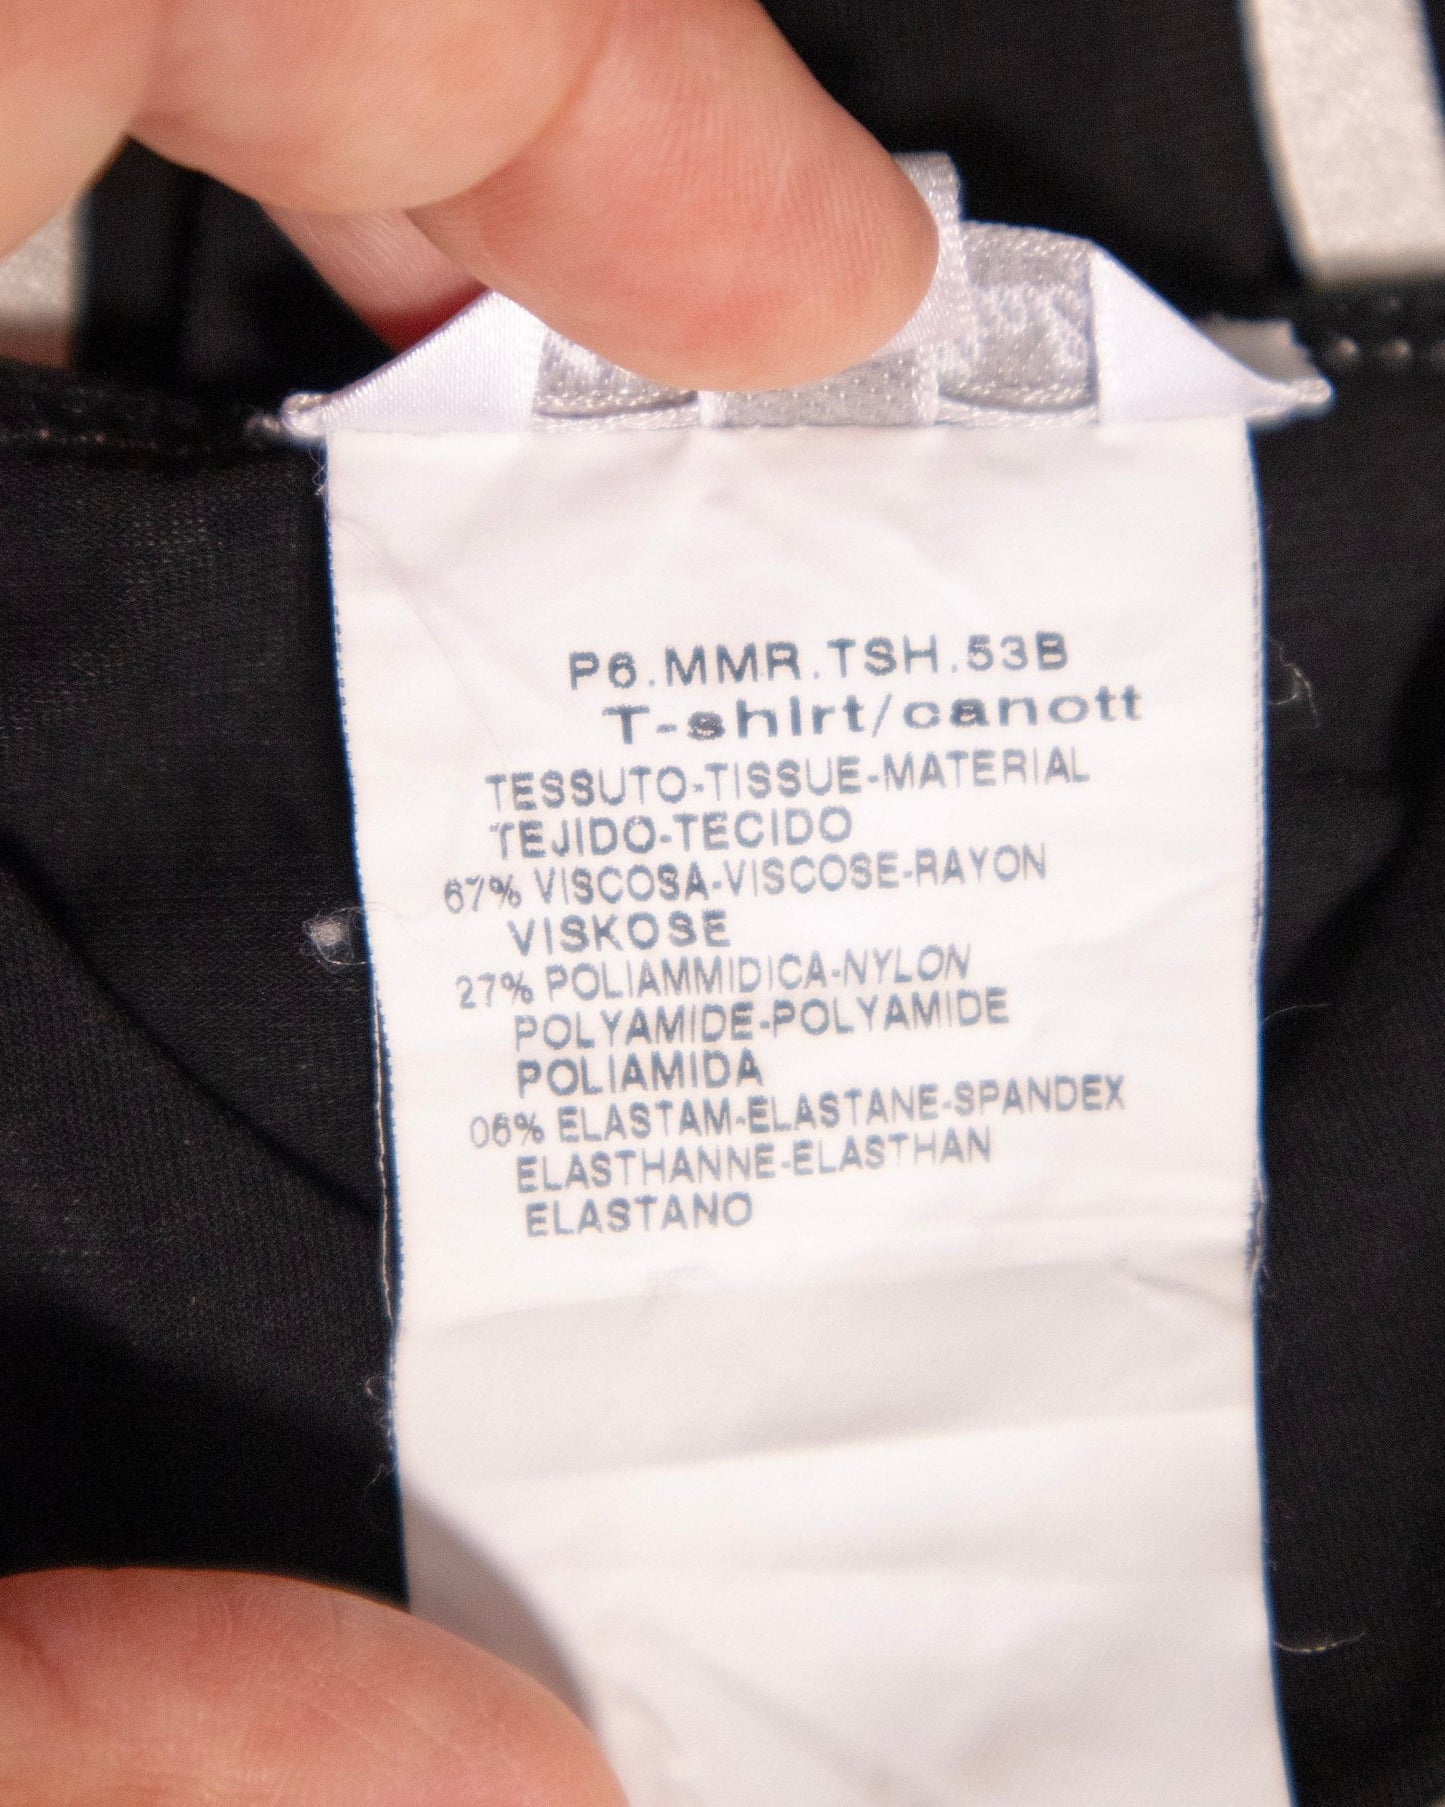 P6.MMR.TSH.53B
T-shirt/canott
TESSUTO-TISSUE-MATERIAL
TEJIDO-TECIDO
67% VISCOSA-VISCOSE-RAYON
VISKOSE
27% POLIAMMIDICA-NYLON
POLYAMIDE-POLYAMIDE
POLIAMIDA
06% ELASTAM-ELASTANE-SPANDEX
ELASTHANNE-ELASTHAN
ELASTANO